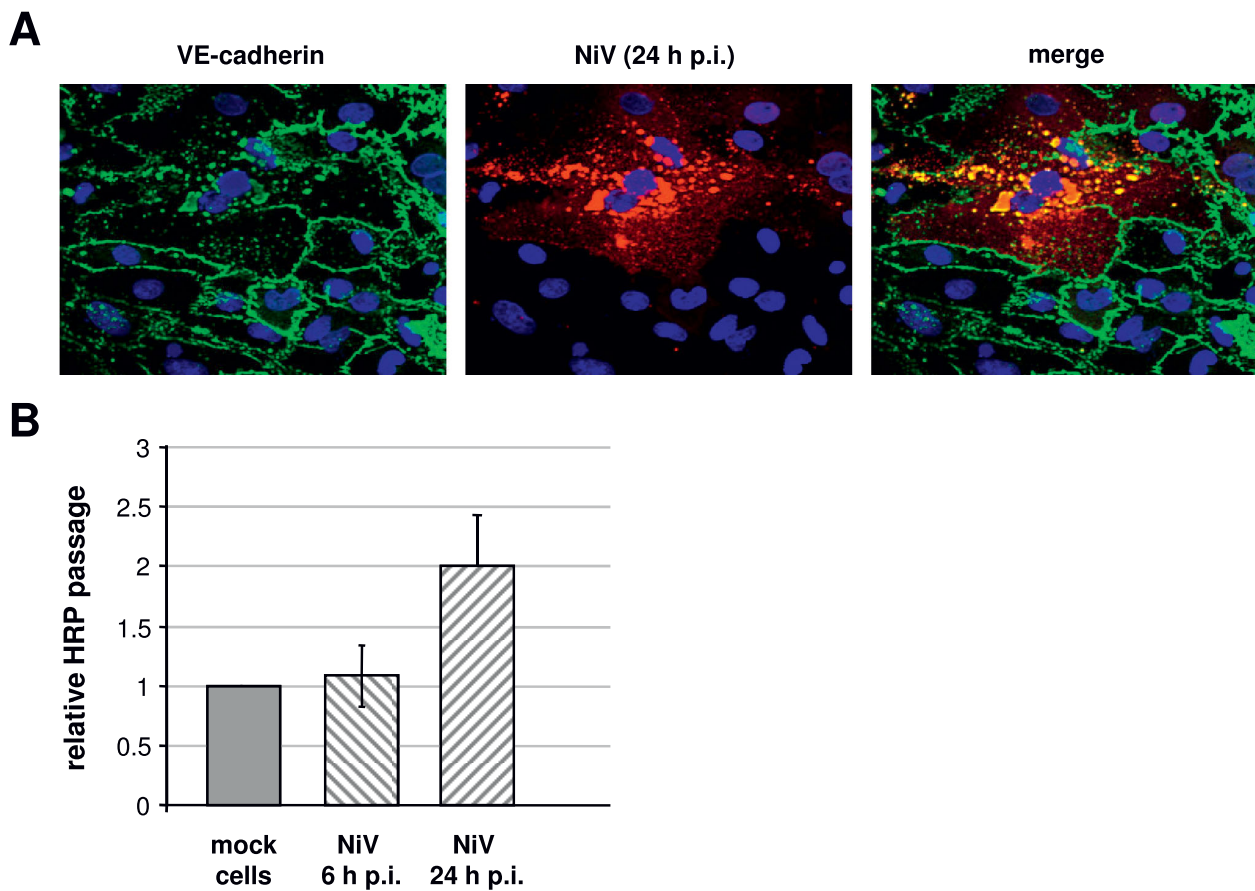 A
VE-cadherin
NiV (24 h p.i.)
merge
B
relative HRP passage
3
2.5
2
1.5
1
0.5
0
mock
cells
NiV
6 h p.i.
NiV
24 h p.i.